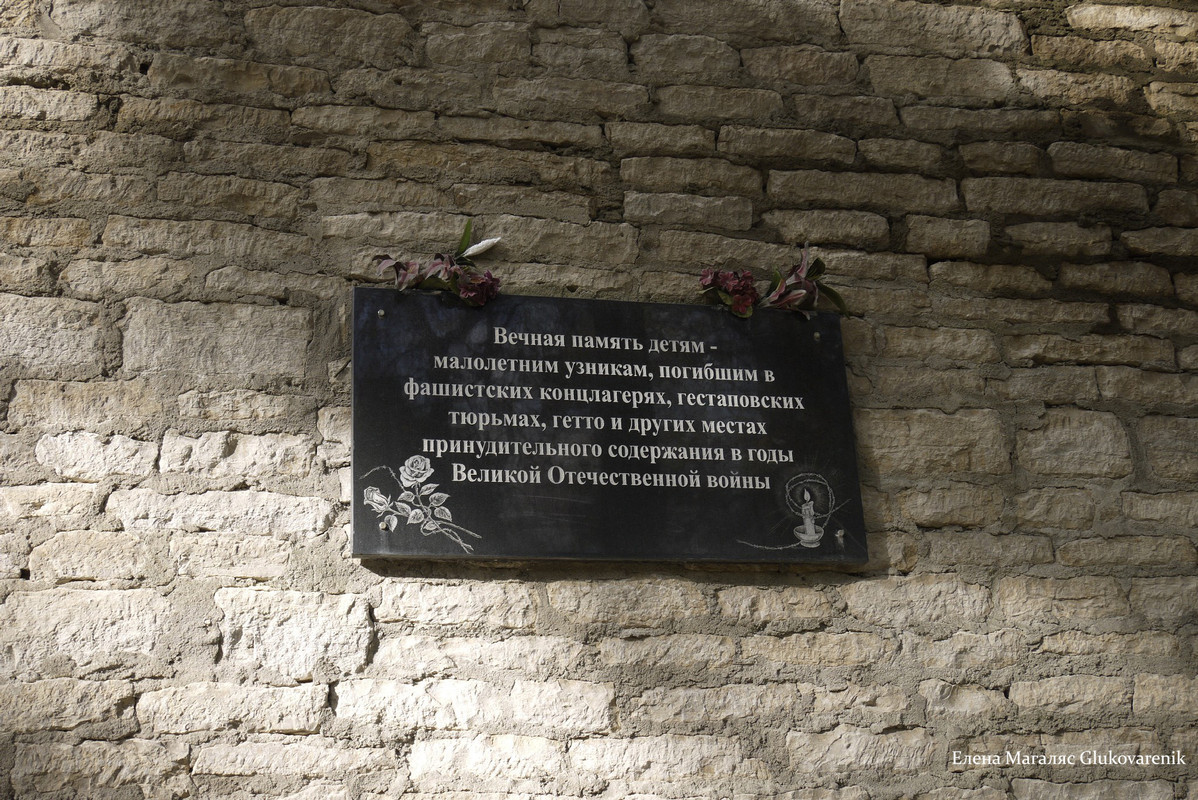 Вечная память детям -
малолетним узникам, погибшим в
фашистских концлагерях, гестаповских
тюрьмах, гетто и других местах
принудительного содержания в годы
Великой Отечественной войны
Елена Магаляс Glukovarenik